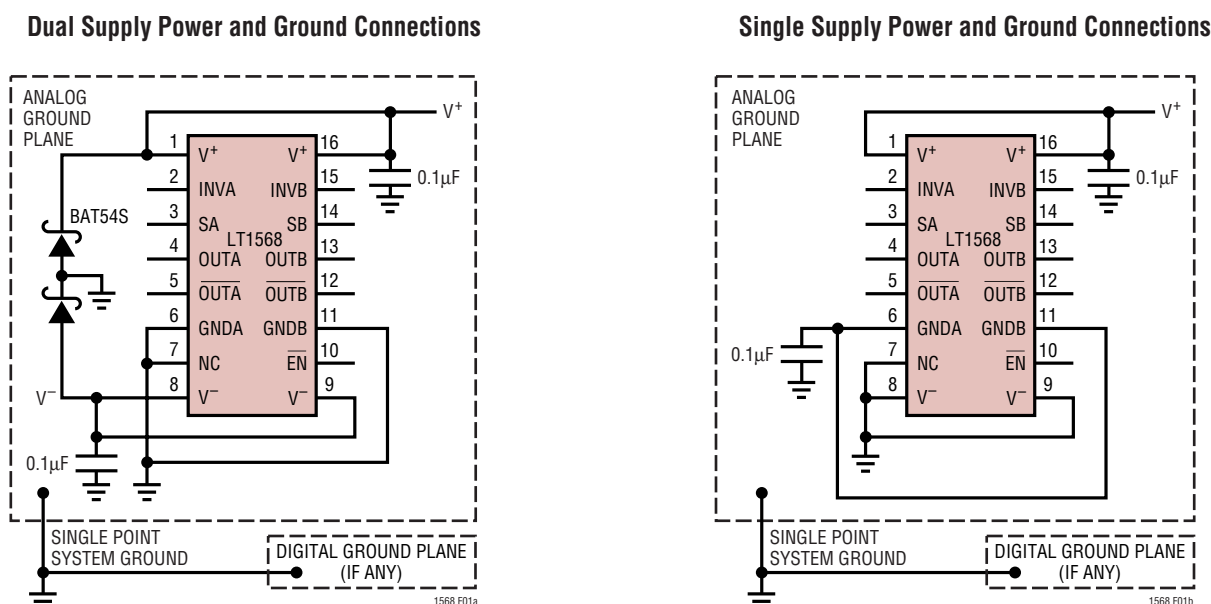 Dual Supply Power and Ground Connections
ANALOG
GROUND
PLANE
V+
1
V+
V+
16
0.1µF
2
INVA
INVB
15
BAT54S
3
SA
SB
14
LT1568
4
OUTA
OUTB
13
5
OUTA
OUTB
12
6
GNDA
GNDB
11
7
NC
EN
10
V–
8
V–
V–
9
0.1µF
SINGLE POINT
SYSTEM GROUND
DIGITAL GROUND PLANE
(IF ANY)
1568 F01a
Single Supply Power and Ground Connections
ANALOG
GROUND
PLANE
V+
1
V+
V+
16
0.1µF
2
INVA
INVB
15
3
SA
SB
14
LT1568
4
OUTA
OUTB
13
5
OUTA
OUTB
12
6
GNDA
GNDB
11
0.1µF
7
NC
EN
10
8
V–
V–
9
SINGLE POINT
SYSTEM GROUND
DIGITAL GROUND PLANE
(IF ANY)
1568 F01b